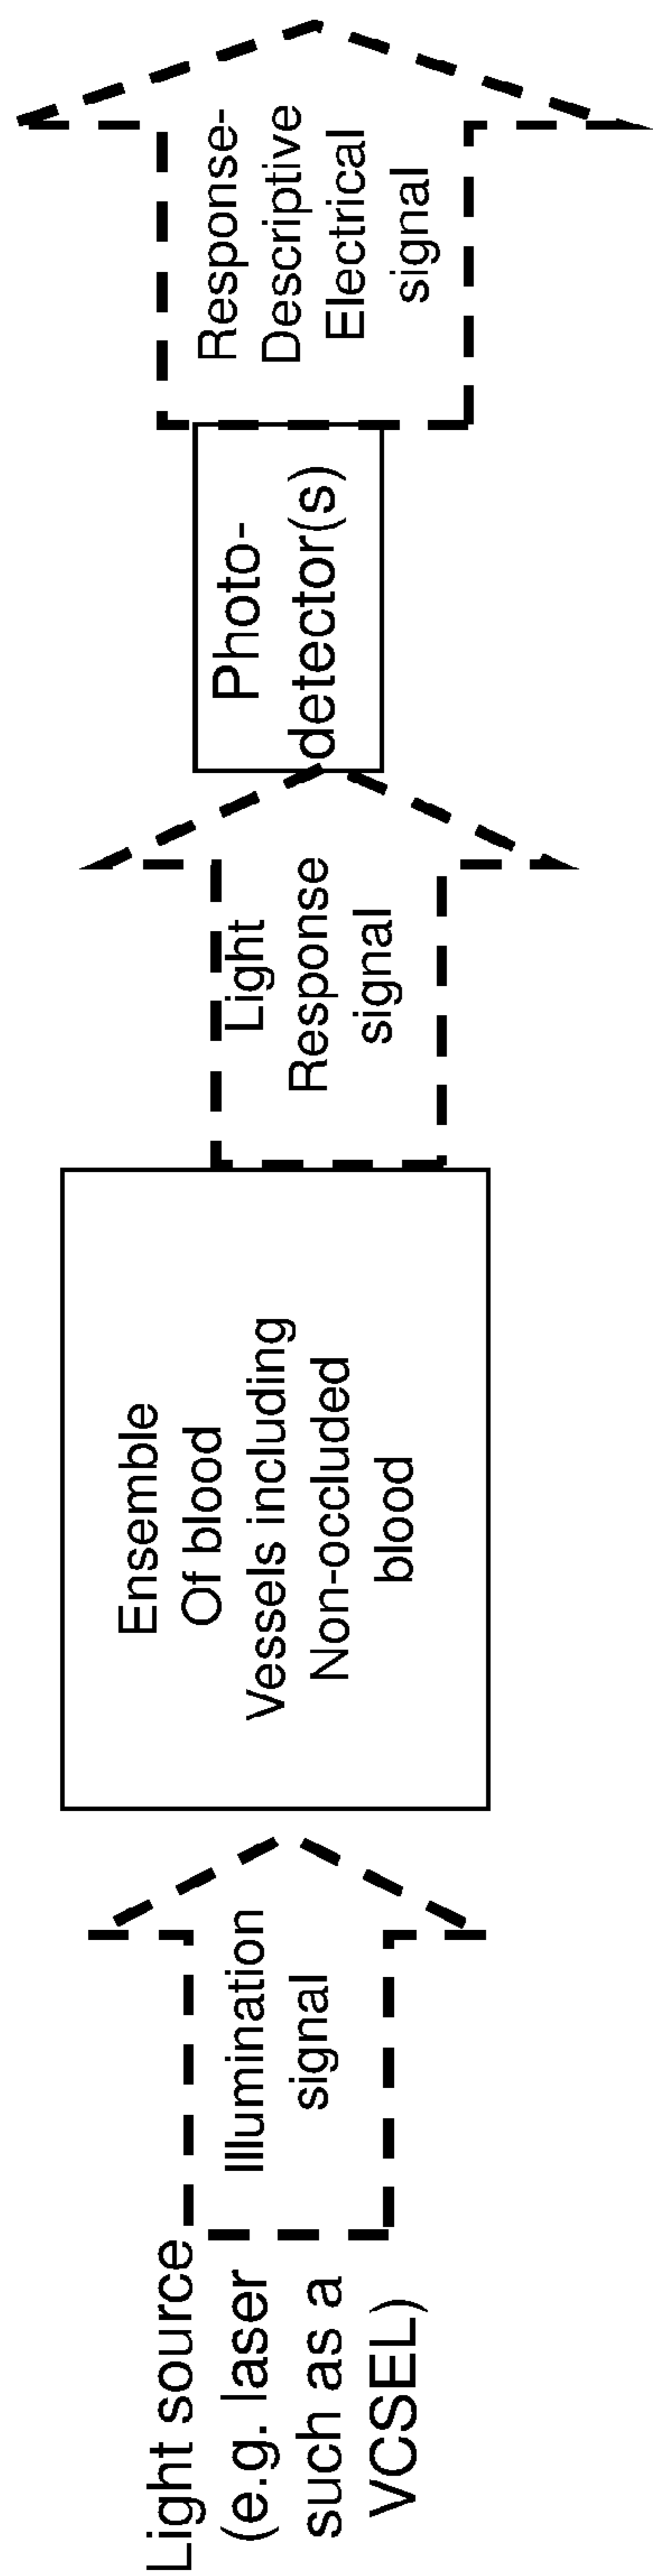 Light source
(e.g. laser
such as a
VCSEL)
Illumination
signal
Ensemble
Of blood
Vessels including
Non-occluded
blood
Light
Response
signal
Photo-
detector(s)
Response-
Descriptive
Electrical
signal